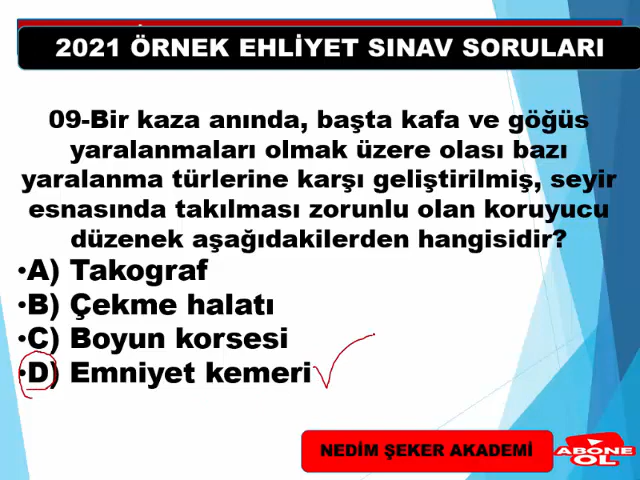 2021 ÖRNEK EHLİYET SINAV SORULARI
09-Bir kaza anında, başta kafa ve göğüs
yaralanmaları olmak üzere olası bazı
yaralanma türlerine karşı geliştirilmiş, seyir
esnasında takılması zorunlu olan koruyucu
düzenek aşağıdakilerden hangisidir?
•A) Takograf
•B) Çekme halatı
•C) Boyun korsesi
•D) Emniyet kemeri
NEDİM ŞEKER AKADEMİ
ABONE
OL